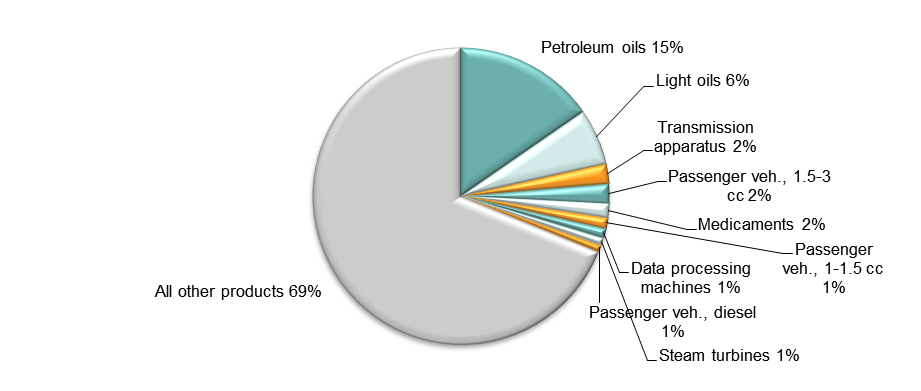 Petroleum oils 15%
Light oils 6%
Transmission
apparatus 2%
Passenger veh., 1.5-3
cc 2%
Medicaments 2%
Passenger
veh., 1-1.5 cc
1%
Data processing
machines 1%
All other products 69%
Passenger veh., diesel
1%
Steam turbines 1%